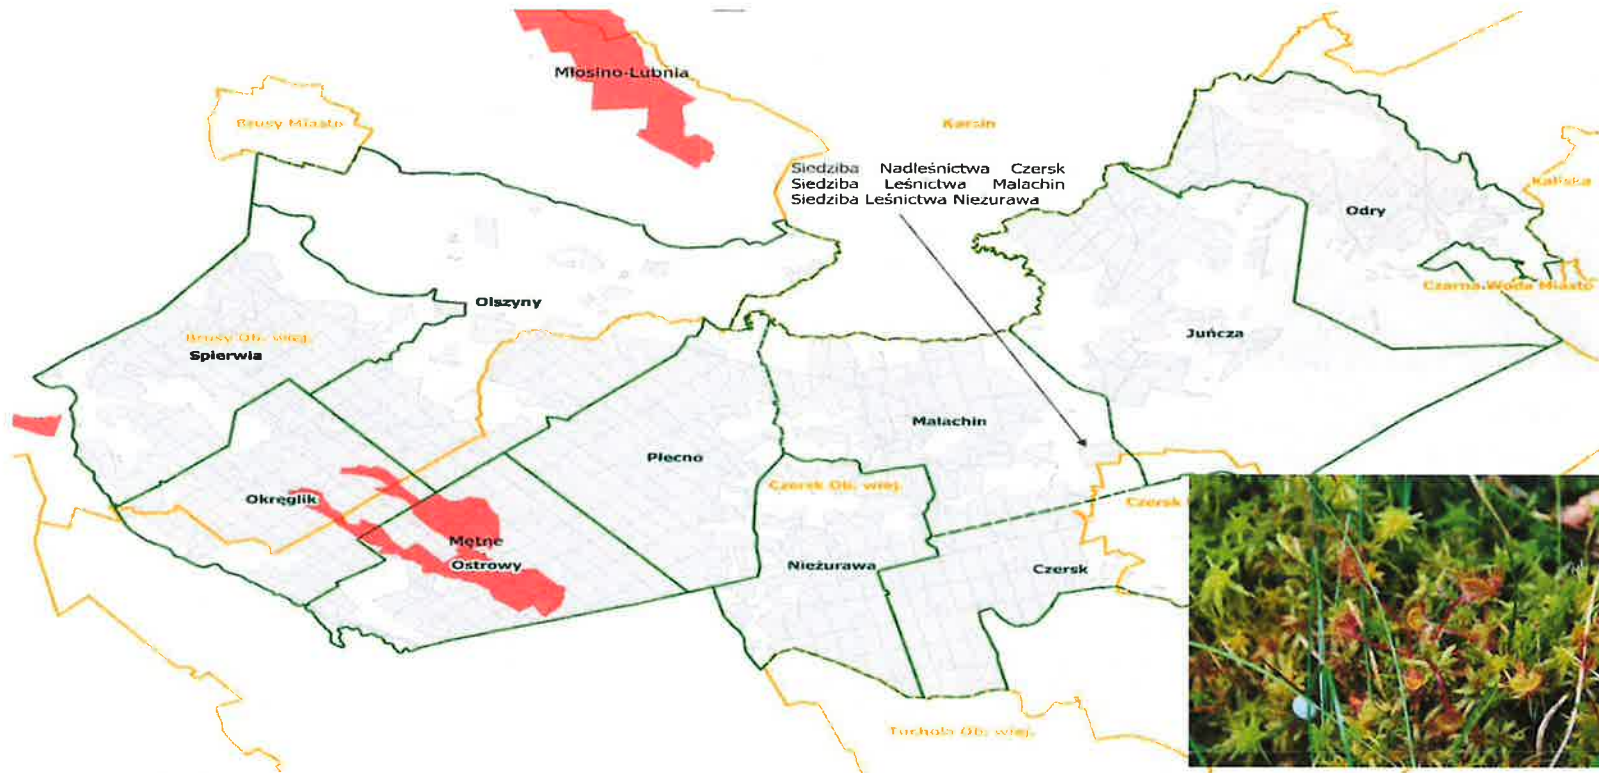 Młosino-Lubnia
Brusy Miasto
Karsin
Siedziba Nadleśnictwa Czersk
Siedziba Leśnictwa Malachin
Siedziba Leśnictwa Nieżurawa
Kaliska
Odry
Czarna Woda Miasto
Olszyny
Juńcza
Brusy Ob. wiej.
Spierwia
Malachin
Plecno
Czersk Ob. wiej.
Okręglik
Czersk
Mętne
Ostrowy
Nieżurawa
Czersk
Tuchola Ob. wiej.